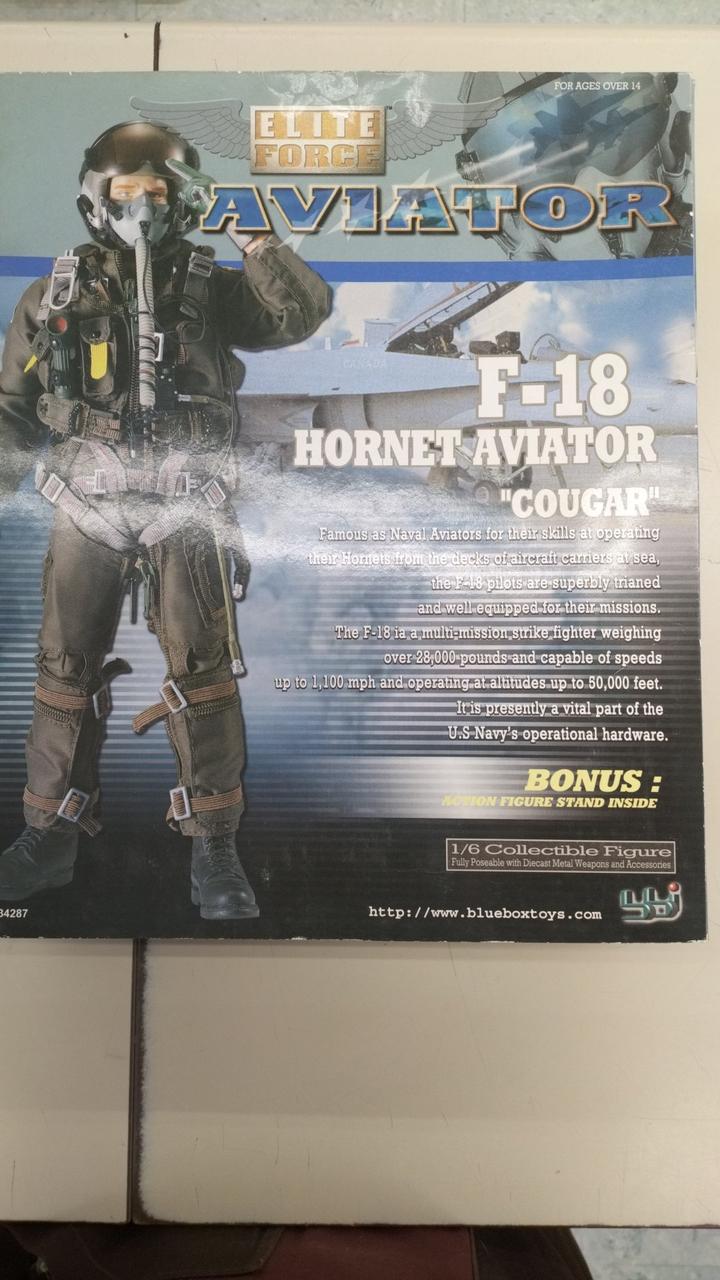 FOR AGES OVER 14
ELITE
FORCE™
AVIATOR
CANADA
F-18
HORNET AVIATOR
"COUGAR"
Famous as Naval Aviators for their skills at operating
their Hornets from the decks of aircraft carriers at sea,
the F-18 pilots are superbly trianed
and well equipped for their missions.
The F-18 ia a multi-mission strike fighter weighing
over 28,000 pounds and capable of speeds
up to 1,100 mph and operating at altitudes up to 50,000 feet.
It is presently a vital part of the
U.S Navy's operational hardware.
BONUS :
ACTION FIGURE STAND INSIDE
1/6 Collectible Figure
Fully Poseable with Diecast Metal Weapons and Accessories
34287
http://www.blueboxtoys.com
bbi